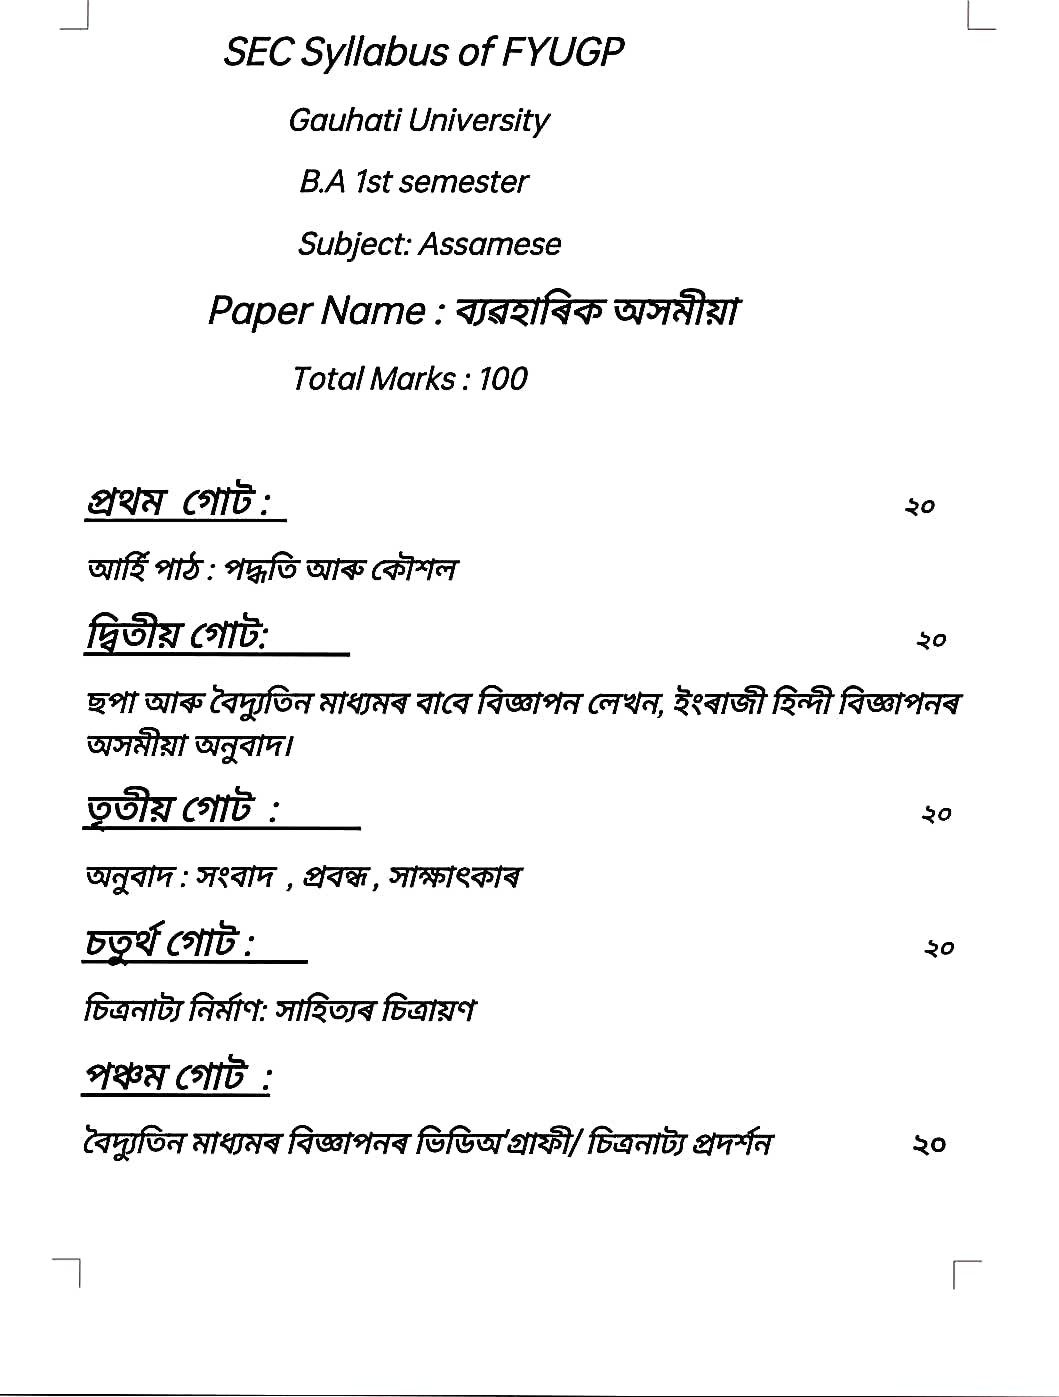 SEC Syllabus of FYUGP
Gauhati University
B.A 1st semester
Subject: Assamese
Paper Name : ব্যৱহাৰিক অসমীয়া
Total Marks : 100
প্ৰথম গোট : ২০
আৰ্হি পাঠ : পদ্ধতি আৰু কৌশল
দ্বিতীয় গোট: ২০
ছপা আৰু বৈদ্যুতিন মাধ্যমৰ বাবে বিজ্ঞাপন লেখন, ইংৰাজী হিন্দী বিজ্ঞাপনৰ
অসমীয়া অনুবাদ।
তৃতীয় গোট : ২০
অনুবাদ : সংবাদ , প্ৰবন্ধ , সাক্ষাৎকাৰ
চতুৰ্থ গোট : ২০
চিত্ৰনাট্য নিৰ্মাণ: সাহিত্যৰ চিত্ৰায়ণ
পঞ্চম গোট :
বৈদ্যুতিন মাধ্যমৰ বিজ্ঞাপনৰ ভিডিঅ'গ্ৰাফী/ চিত্ৰনাট্য প্ৰদৰ্শন ২০